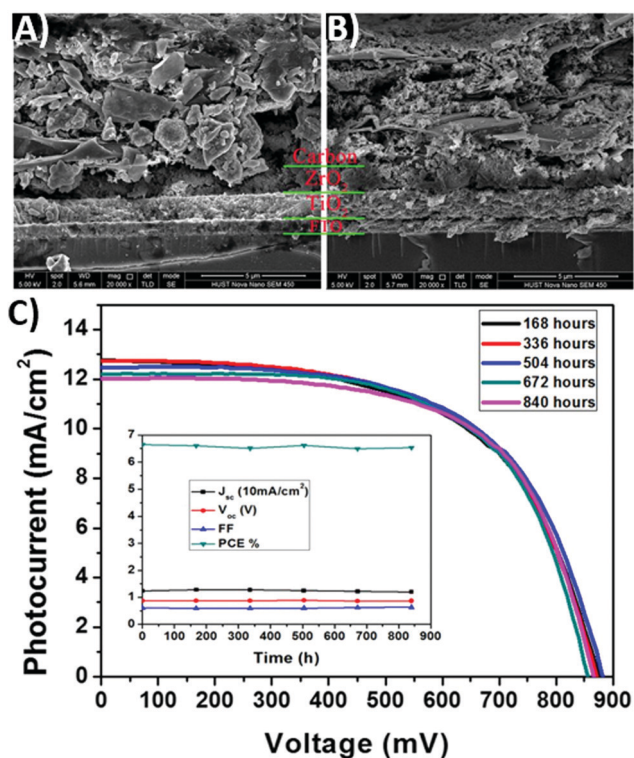 A)
B)
Carbon
ZrO2
TiO2
FTO
HV spot WD mag □ det mode
5.00 kV 2.0 5.6 mm 20 000 x TLD SE
5 µm
HUST Nova Nano SEM 450
HV spot WD mag □ det mode
5.00 kV 2.0 5.7 mm 20 000 x TLD SE
5 µm
HUST Nova Nano SEM 450
C)
Photocurrent (mA/cm²)
14
12
10
8
6
4
2
0
168 hours
336 hours
504 hours
672 hours
840 hours
7
6
5
4
3
2
1
0
Jsc (10mA/cm²)
Voc (V)
FF
PCE %
0 100 200 300 400 500 600 700 800 900
Time (h)
0 100 200 300 400 500 600 700 800 900
Voltage (mV)